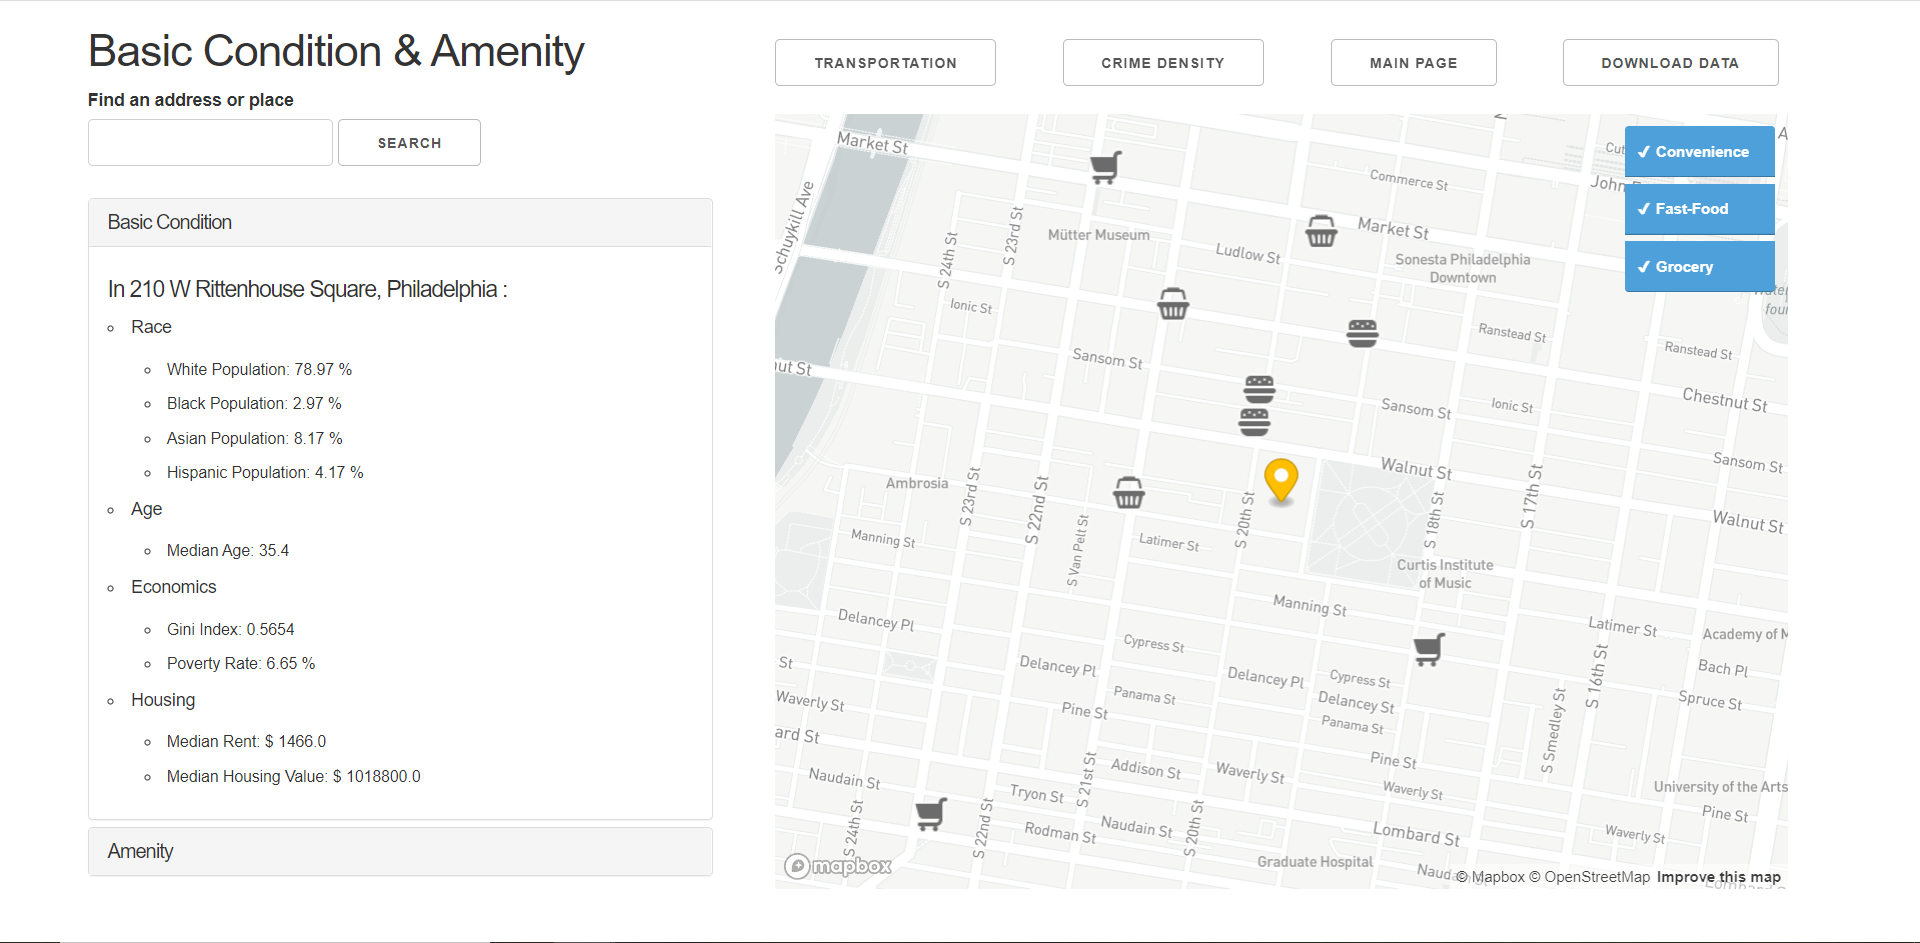 Basic Condition & Amenity
Find an address or place
SEARCH
Basic Condition
In 210 W Rittenhouse Square, Philadelphia :
Race
White Population: 78.97 %
Black Population: 2.97 %
Asian Population: 8.17 %
Hispanic Population: 4.17 %
Age
Median Age: 35.4
Economics
Gini Index: 0.5654
Poverty Rate: 6.65 %
Housing
Median Rent: $ 1466.0
Median Housing Value: $ 1018800.0
Amenity
TRANSPORTATION
CRIME DENSITY
MAIN PAGE
DOWNLOAD DATA
✓ Convenience
✓ Fast-Food
✓ Grocery
Market St
Commerce St
John
Schuylkill Ave
S 24th St
S 23rd St
Mütter Museum
Market St
Ludlow St
Sonesta Philadelphia
Downtown
Ionic St
Ranstead St
Ranstead St
Sansom St
Chestnut St
Sansom St
Ionic St
Walnut St
Sansom St
Ambrosia
S 23rd St
S 22nd St
S 20th St
S 18th St
S 17th St
Walnut St
Manning St
S Van Pelt St
Latimer St
Curtis Institute
of Music
Manning St
Delancey Pl
Cypress St
Latimer St
Academy of M
St
Delancey Pl
Delancey Pl
Cypress St
Bach Pl
S 16th St
Waverly St
Panama St
Delancey St
Spruce St
Pine St
Panama St
S Smedley St
ard St
Naudain St
Addison St
Waverly St
Pine St
S 21st St
Tryon St
Waverly St
University of the Arts
Pine St
S 24th St
S 22nd St
Rodman St
Naudain St
S 20th St
Lombard St
Waverly St
Graduate Hospital
mapbox
© Mapbox © OpenStreetMap Improve this map